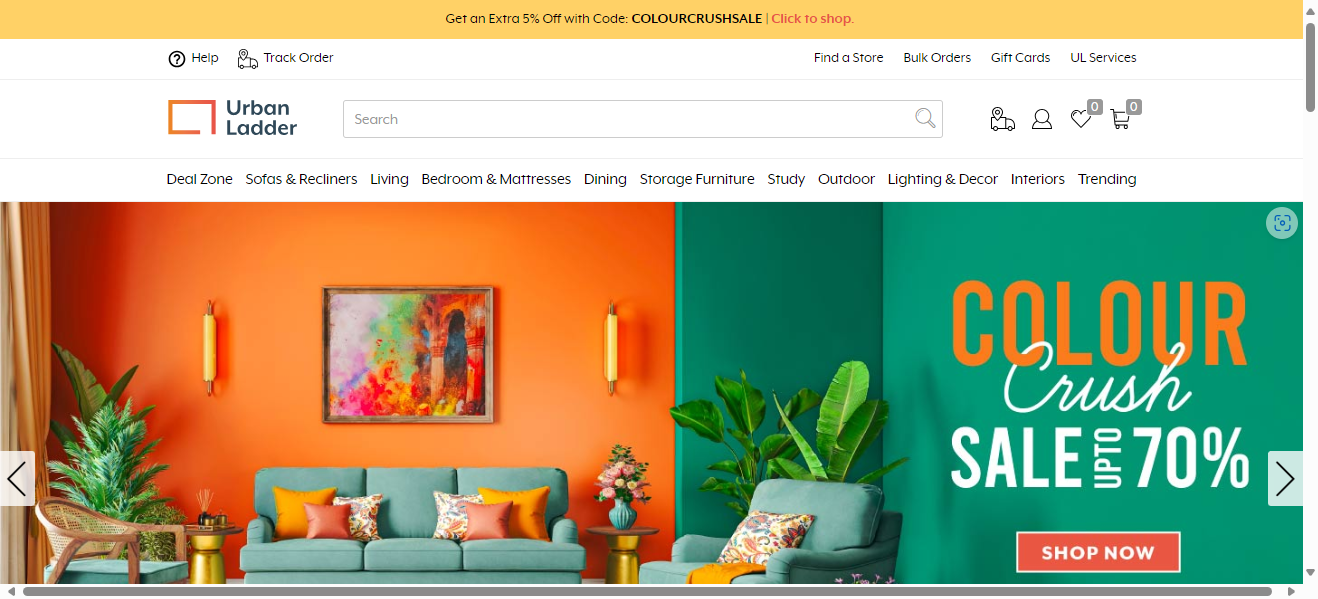 Get an Extra 5% Off with Code: COLOURCRUSHSALE | Click to shop.
Help Track Order Find a Store Bulk Orders Gift Cards UL Services
Urban
Ladder
Search
0 0
Deal Zone Sofas & Recliners Living Bedroom & Mattresses Dining Storage Furniture Study Outdoor Lighting & Decor Interiors Trending
COLOUR
Crush
SALE UPTO 70%
SHOP NOW